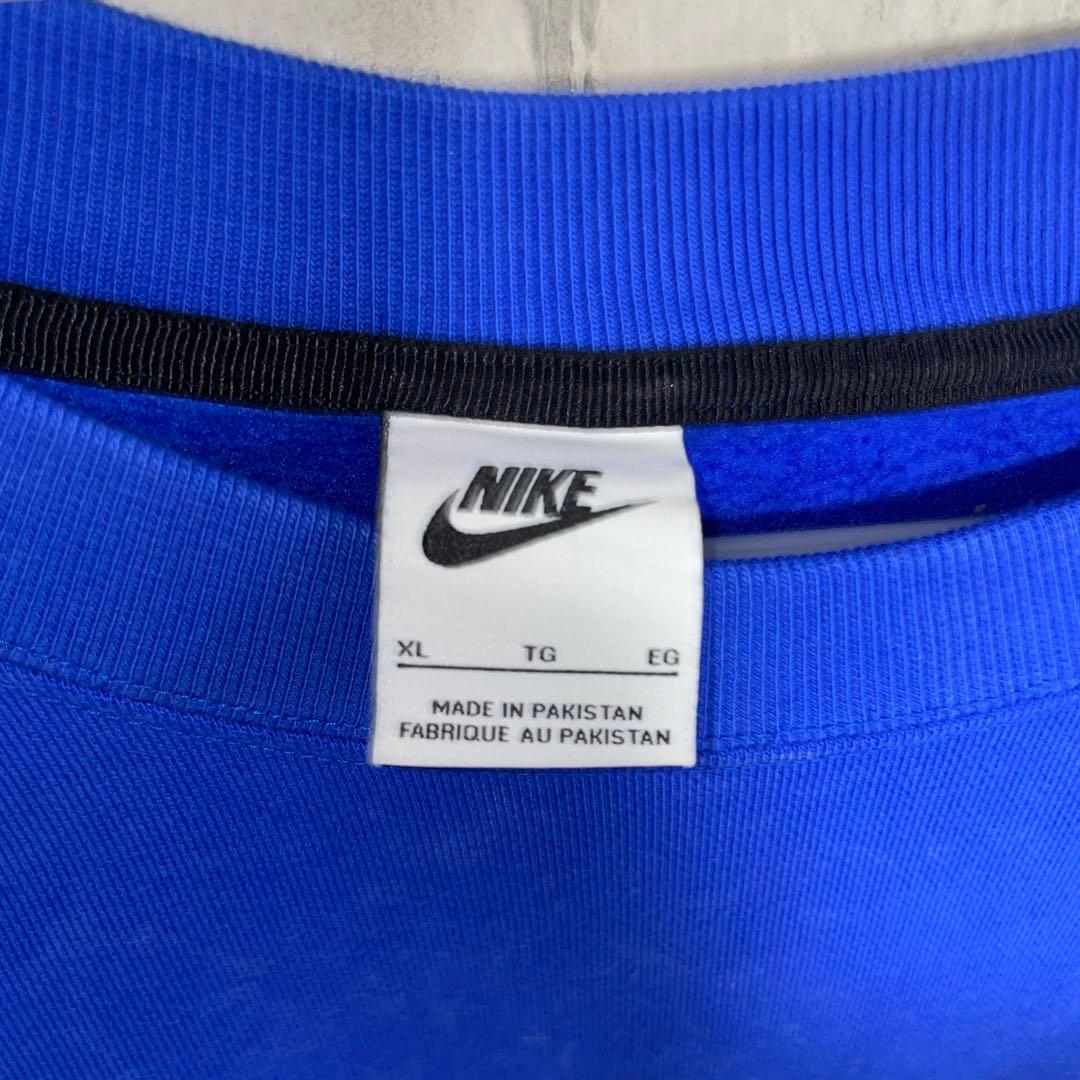 NIKE
XL TG EG
MADE IN PAKISTAN
FABRIQUE AU PAKISTAN